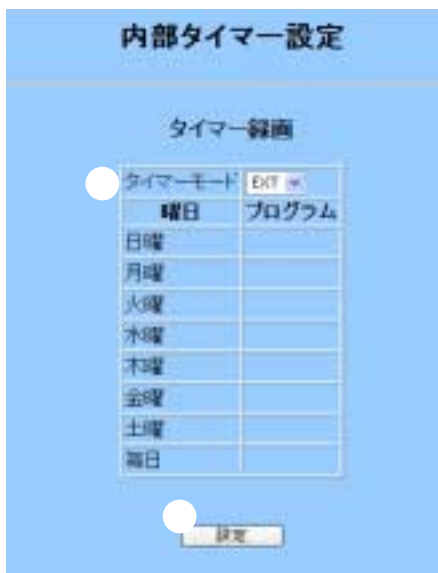 内部タイマー設定
タイマー録画
タイマーモード EXT
曜日 プログラム
日曜
月曜
火曜
水曜
木曜
金曜
土曜
毎日
設定